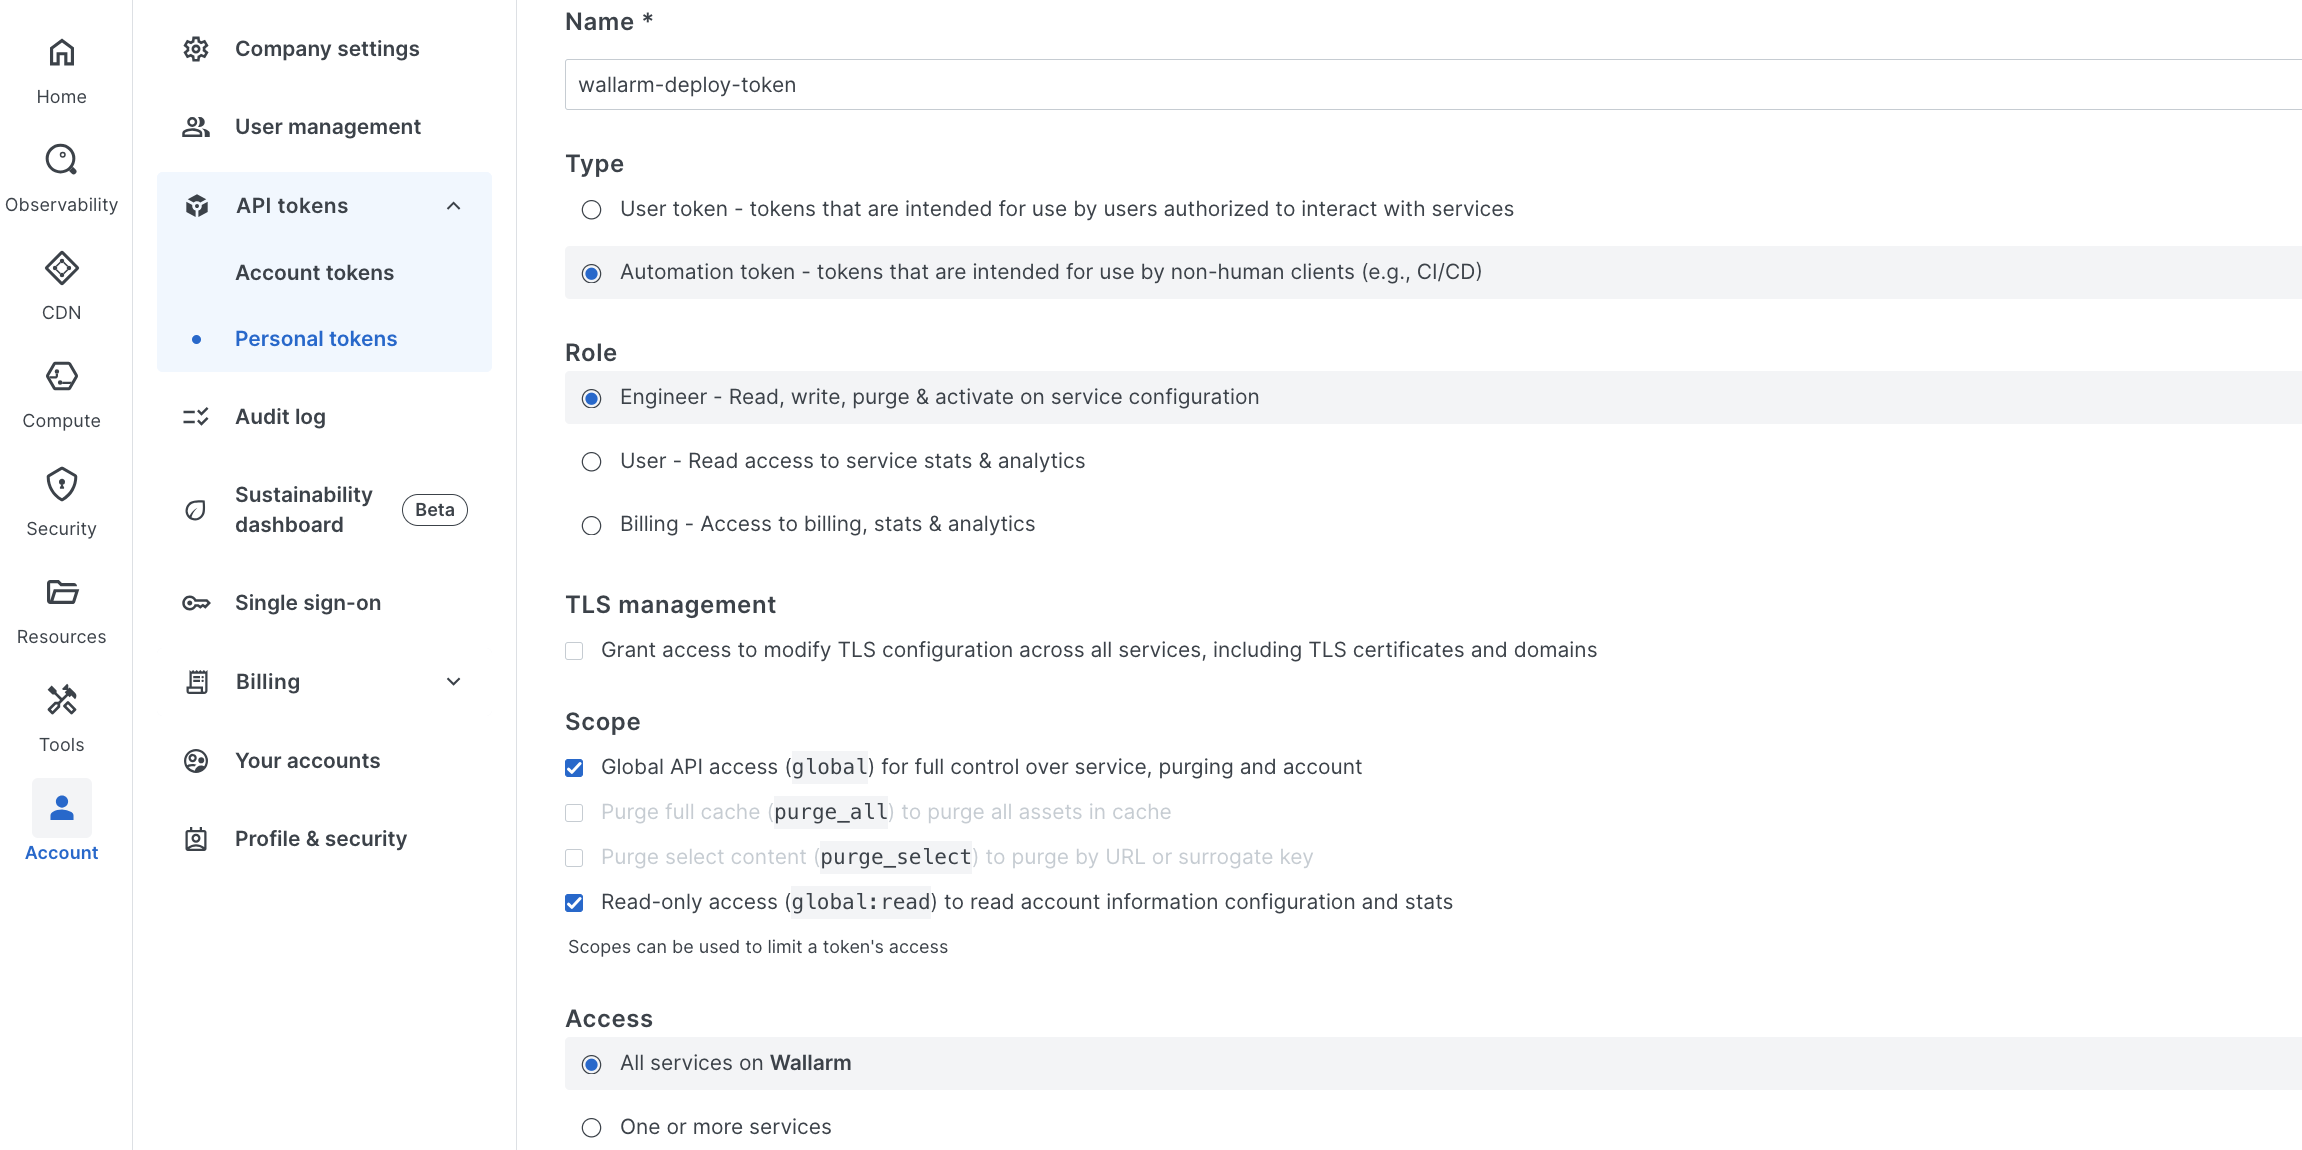 Home
Observability
CDN
Compute
Security
Resources
Tools
Account
Company settings
User management
API tokens
Account tokens
Personal tokens
Audit log
Sustainability
dashboard
Beta
Single sign-on
Billing
Your accounts
Profile & security
Name *
wallarm-deploy-token
Type
User token - tokens that are intended for use by users authorized to interact with services
Automation token - tokens that are intended for use by non-human clients (e.g., CI/CD)
Role
Engineer - Read, write, purge & activate on service configuration
User - Read access to service stats & analytics
Billing - Access to billing, stats & analytics
TLS management
Grant access to modify TLS configuration across all services, including TLS certificates and domains
Scope
Global API access (global) for full control over service, purging and account
Purge full cache (purge_all) to purge all assets in cache
Purge select content (purge_select) to purge by URL or surrogate key
Read-only access (global:read) to read account information configuration and stats
Scopes can be used to limit a token's access
Access
All services on Wallarm
One or more services